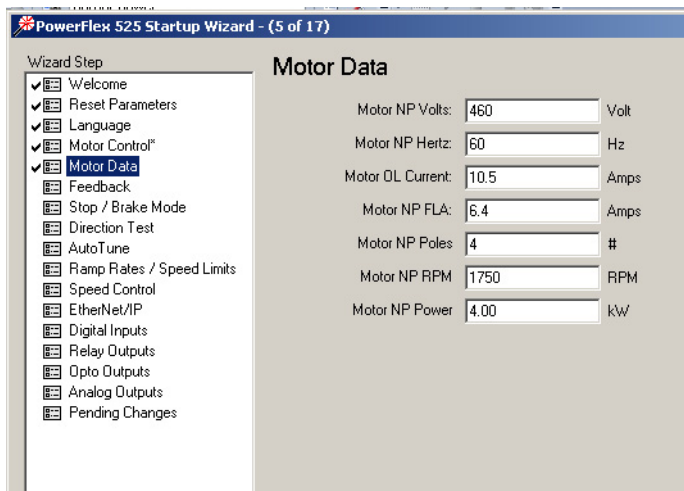 PowerFlex 525 Startup Wizard - (5 of 17)
Wizard Step
Welcome
Reset Parameters
Language
Motor Control*
Motor Data
Feedback
Stop / Brake Mode
Direction Test
AutoTune
Ramp Rates / Speed Limits
Speed Control
EtherNet/IP
Digital Inputs
Relay Outputs
Opto Outputs
Analog Outputs
Pending Changes
Motor Data
Motor NP Volts: 460 Volt
Motor NP Hertz: 60 Hz
Motor OL Current: 10.5 Amps
Motor NP FLA: 6.4 Amps
Motor NP Poles 4 #
Motor NP RPM 1750 RPM
Motor NP Power 4.00 kW